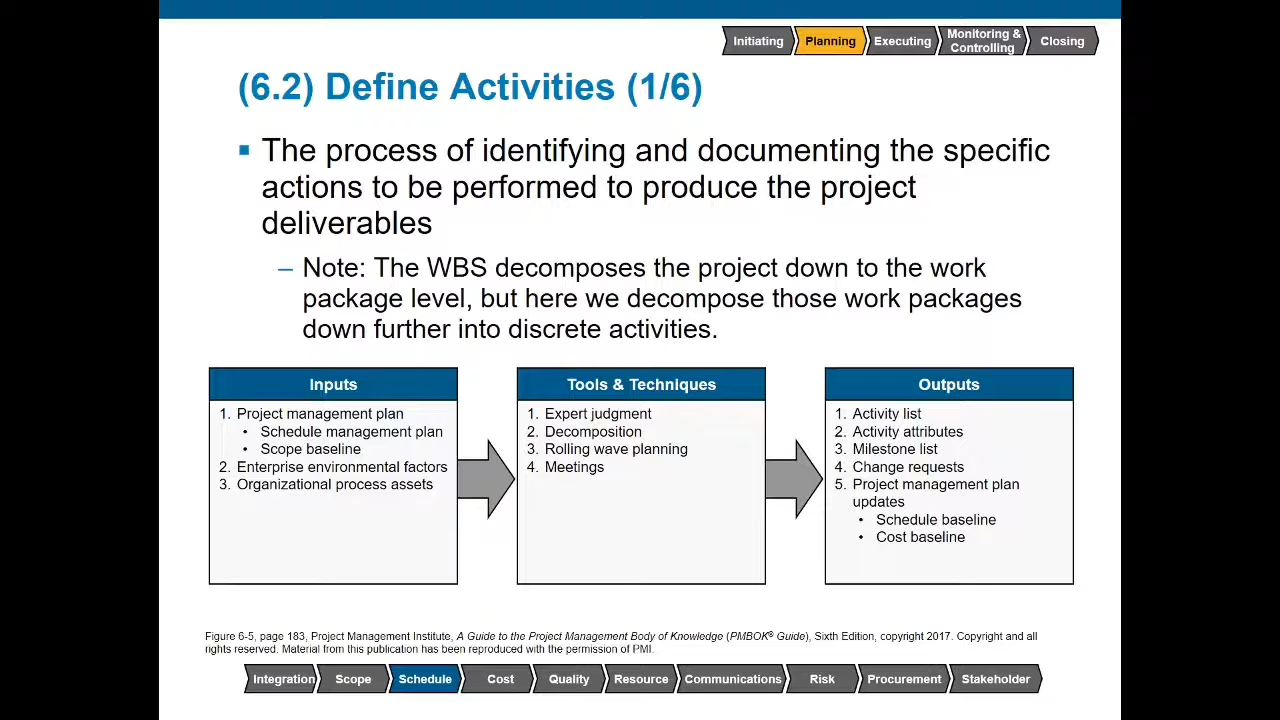 Initiating Planning Executing Monitoring & Controlling Closing
(6.2) Define Activities (1/6)
▪ The process of identifying and documenting the specific
actions to be performed to produce the project
deliverables
– Note: The WBS decomposes the project down to the work
package level, but here we decompose those work packages
down further into discrete activities.
Inputs
1. Project management plan
• Schedule management plan
• Scope baseline
2. Enterprise environmental factors
3. Organizational process assets
Tools & Techniques
1. Expert judgment
2. Decomposition
3. Rolling wave planning
4. Meetings
Outputs
1. Activity list
2. Activity attributes
3. Milestone list
4. Change requests
5. Project management plan
updates
• Schedule baseline
• Cost baseline
Figure 6-5, page 183, Project Management Institute, A Guide to the Project Management Body of Knowledge (PMBOK® Guide), Sixth Edition, copyright 2017. Copyright and all
rights reserved. Material from this publication has been reproduced with the permission of PMI.
Integration Scope Schedule Cost Quality Resource Communications Risk Procurement Stakeholder